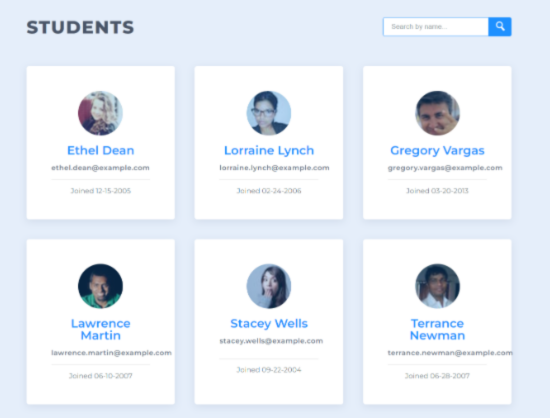 STUDENTS
Search by name...
Ethel Dean
ethel.dean@example.com
Joined 12-15-2005
Lorraine Lynch
lorraine.lynch@example.com
Joined 02-24-2006
Gregory Vargas
gregory.vargas@example.com
Joined 03-20-2013
Lawrence
Martin
lawrence.martin@example.com
Joined 06-10-2007
Stacey Wells
stacey.wells@example.com
Joined 09-22-2004
Terrance
Newman
terrance.newman@example.com
Joined 06-28-2007